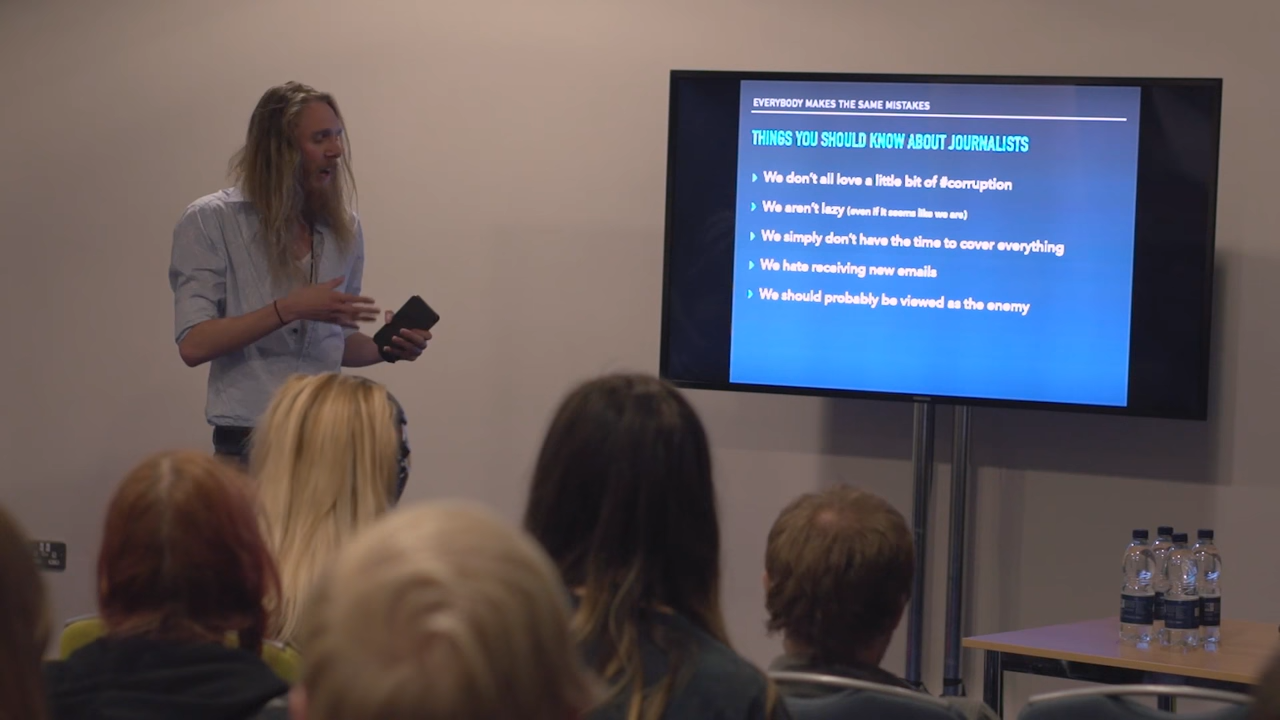 EVERYBODY MAKES THE SAME MISTAKES
THINGS YOU SHOULD KNOW ABOUT JOURNALISTS
We don't all love a little bit of #corruption
We aren't lazy (even if it seems like we are)
We simply don't have the time to cover everything
We hate receiving new emails
We should probably be viewed as the enemy